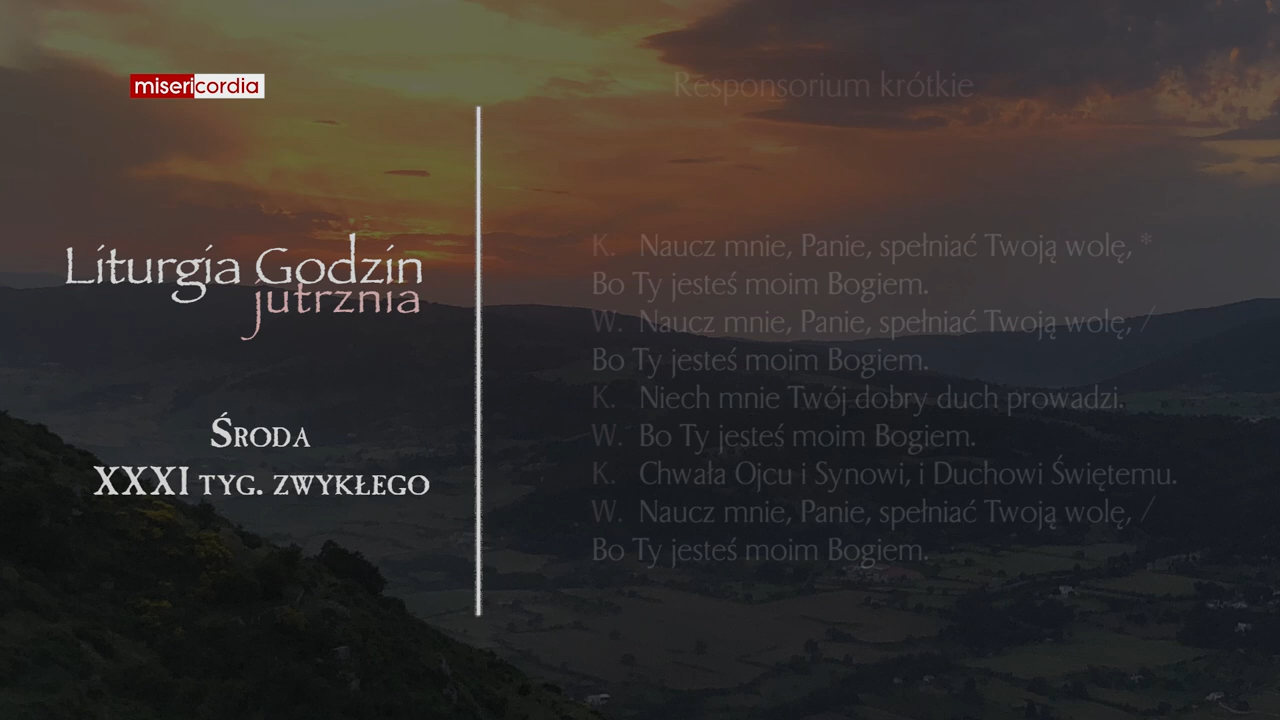 misericordia
Liturgia Godzin
jutrznia
Środa
XXXI tyg. zwykłego
Responsorium krótkie
K. Naucz mnie, Panie, spełniać Twoją wolę, *
Bo Ty jesteś moim Bogiem.
W. Naucz mnie, Panie, spełniać Twoją wolę, /
Bo Ty jesteś moim Bogiem.
K. Niech mnie Twój dobry duch prowadzi.
W. Bo Ty jesteś moim Bogiem.
K. Chwała Ojcu i Synowi, i Duchowi Świętemu.
W. Naucz mnie, Panie, spełniać Twoją wolę, /
Bo Ty jesteś moim Bogiem.